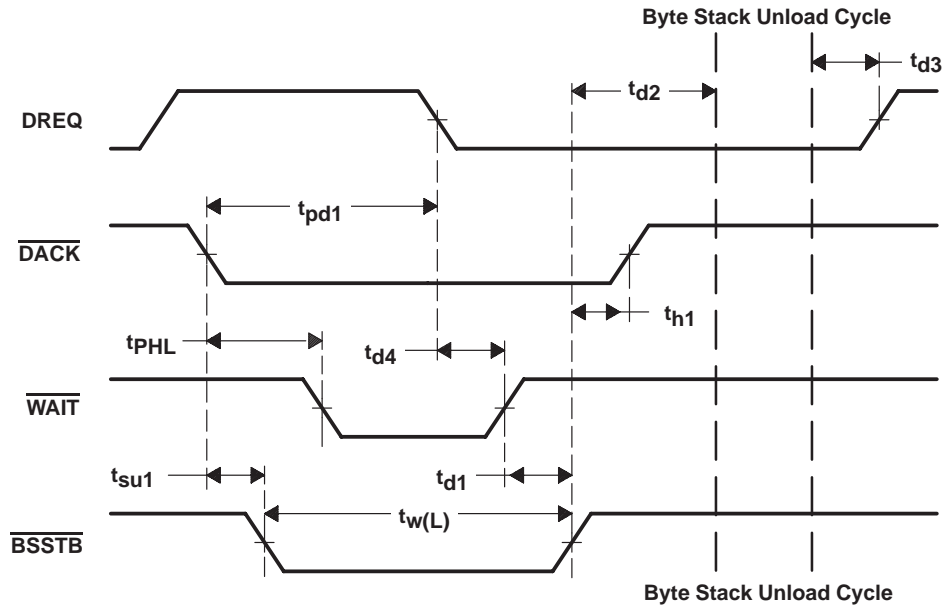 Byte Stack Unload Cycle
td3
td2
DREQ
tpd1
DACK
th1
tPHL
td4
WAIT
tsu1
td1
tw(L)
BSSTB
Byte Stack Unload Cycle